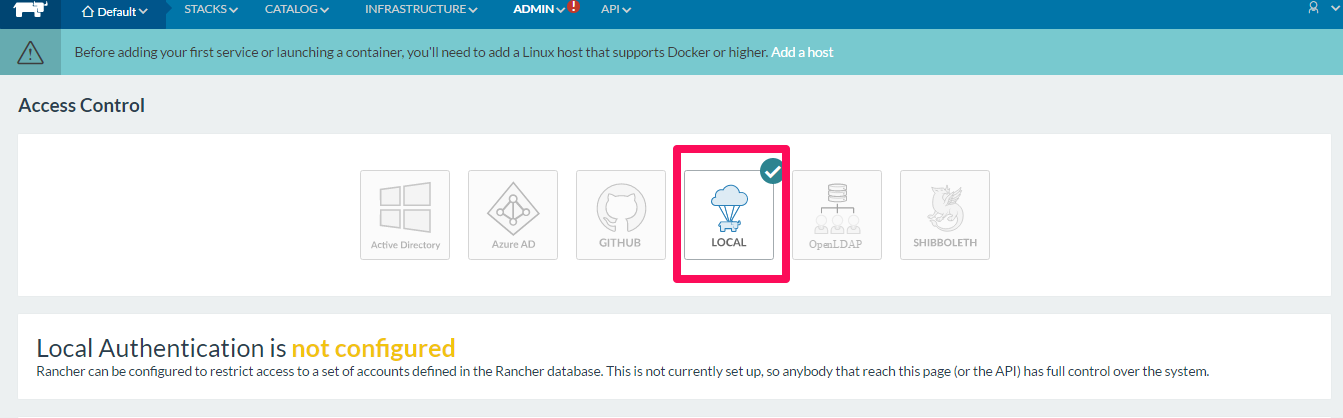 Default STACKS CATALOG INFRASTRUCTURE ADMIN ! API
Before adding your first service or launching a container, you'll need to add a Linux host that supports Docker or higher. Add a host
Access Control
Active Directory Azure AD GITHUB LOCAL OpenLDAP SHIBBOLETH
Local Authentication is not configured
Rancher can be configured to restrict access to a set of accounts defined in the Rancher database. This is not currently set up, so anybody that reach this page (or the API) has full control over the system.